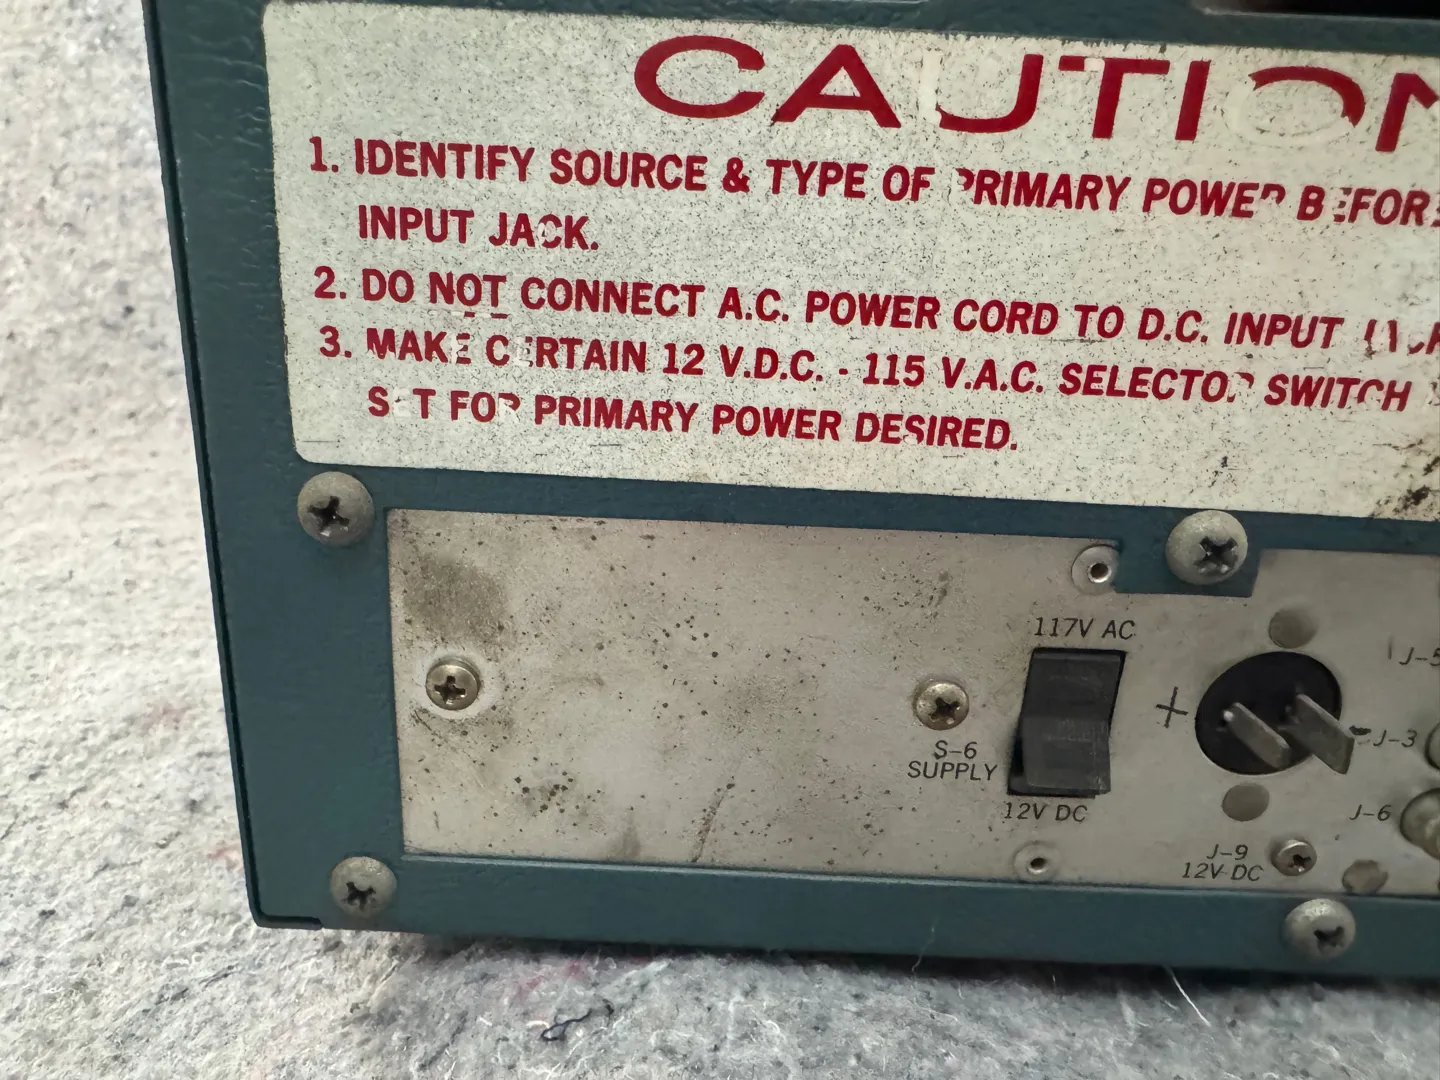 CAUTION
1. IDENTIFY SOURCE & TYPE OF PRIMARY POWER BEFORE
INPUT JACK.
2. DO NOT CONNECT A.C. POWER CORD TO D.C. INPUT
3. MAKE CERTAIN 12 V.D.C. - 115 V.A.C. SELECTOR SWITCH
SET FOR PRIMARY POWER DESIRED.
117V AC
+
J-5
J-3
S-6
SUPPLY
12V DC
J-6
J-9
12V DC